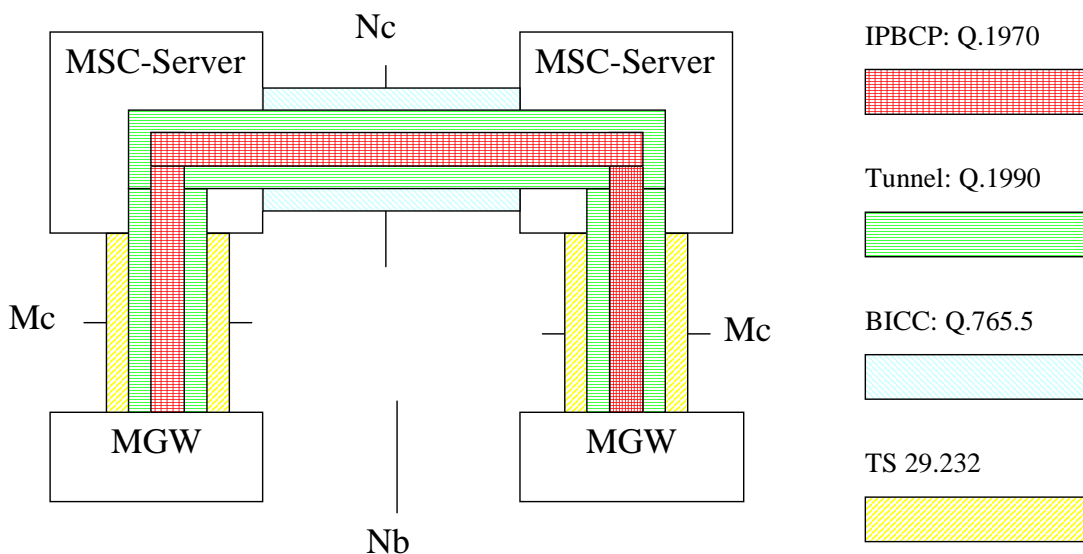 Nc
MSC-Server
MSC-Server
Mc
Mc
MGW
MGW
Nb
IPBCP: Q.1970
Tunnel: Q.1990
BICC: Q.765.5
TS 29.232